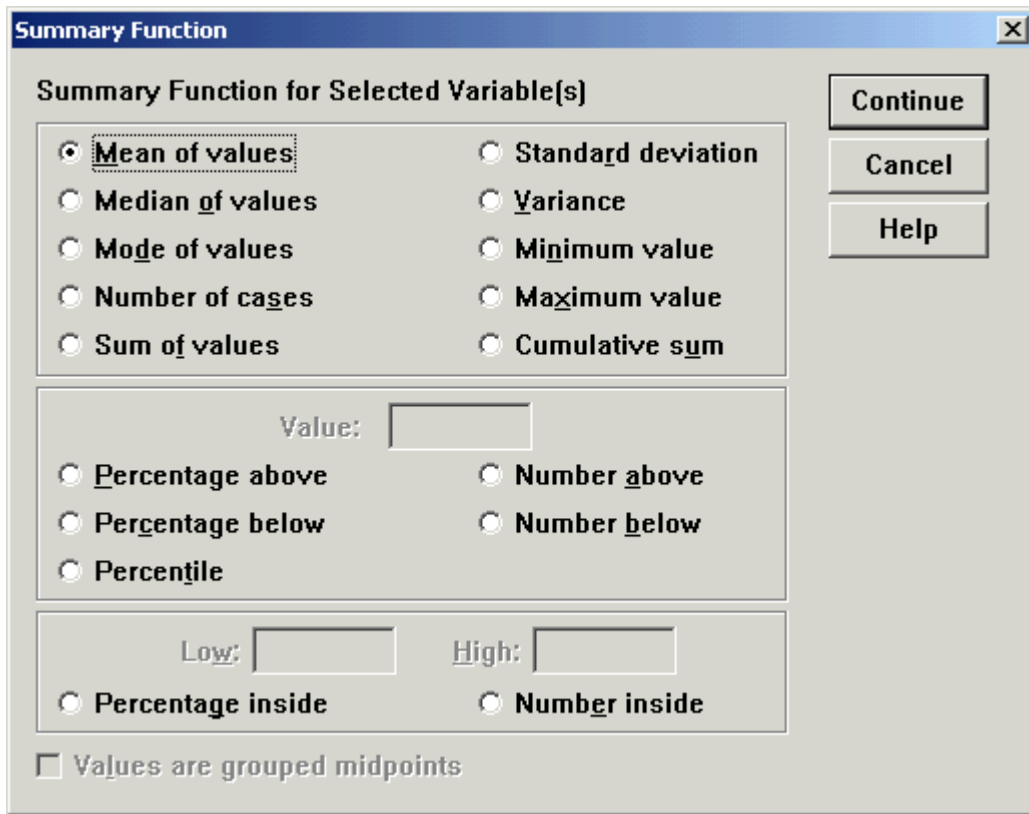 Summary Function
Summary Function for Selected Variable(s)
Continue
Mean of values
Standard deviation
Cancel
Median of values
Variance
Help
Mode of values
Minimum value
Number of cases
Maximum value
Sum of values
Cumulative sum
Value:
Percentage above
Number above
Percentage below
Number below
Percentile
Low:
High:
Percentage inside
Number inside
Values are grouped midpoints